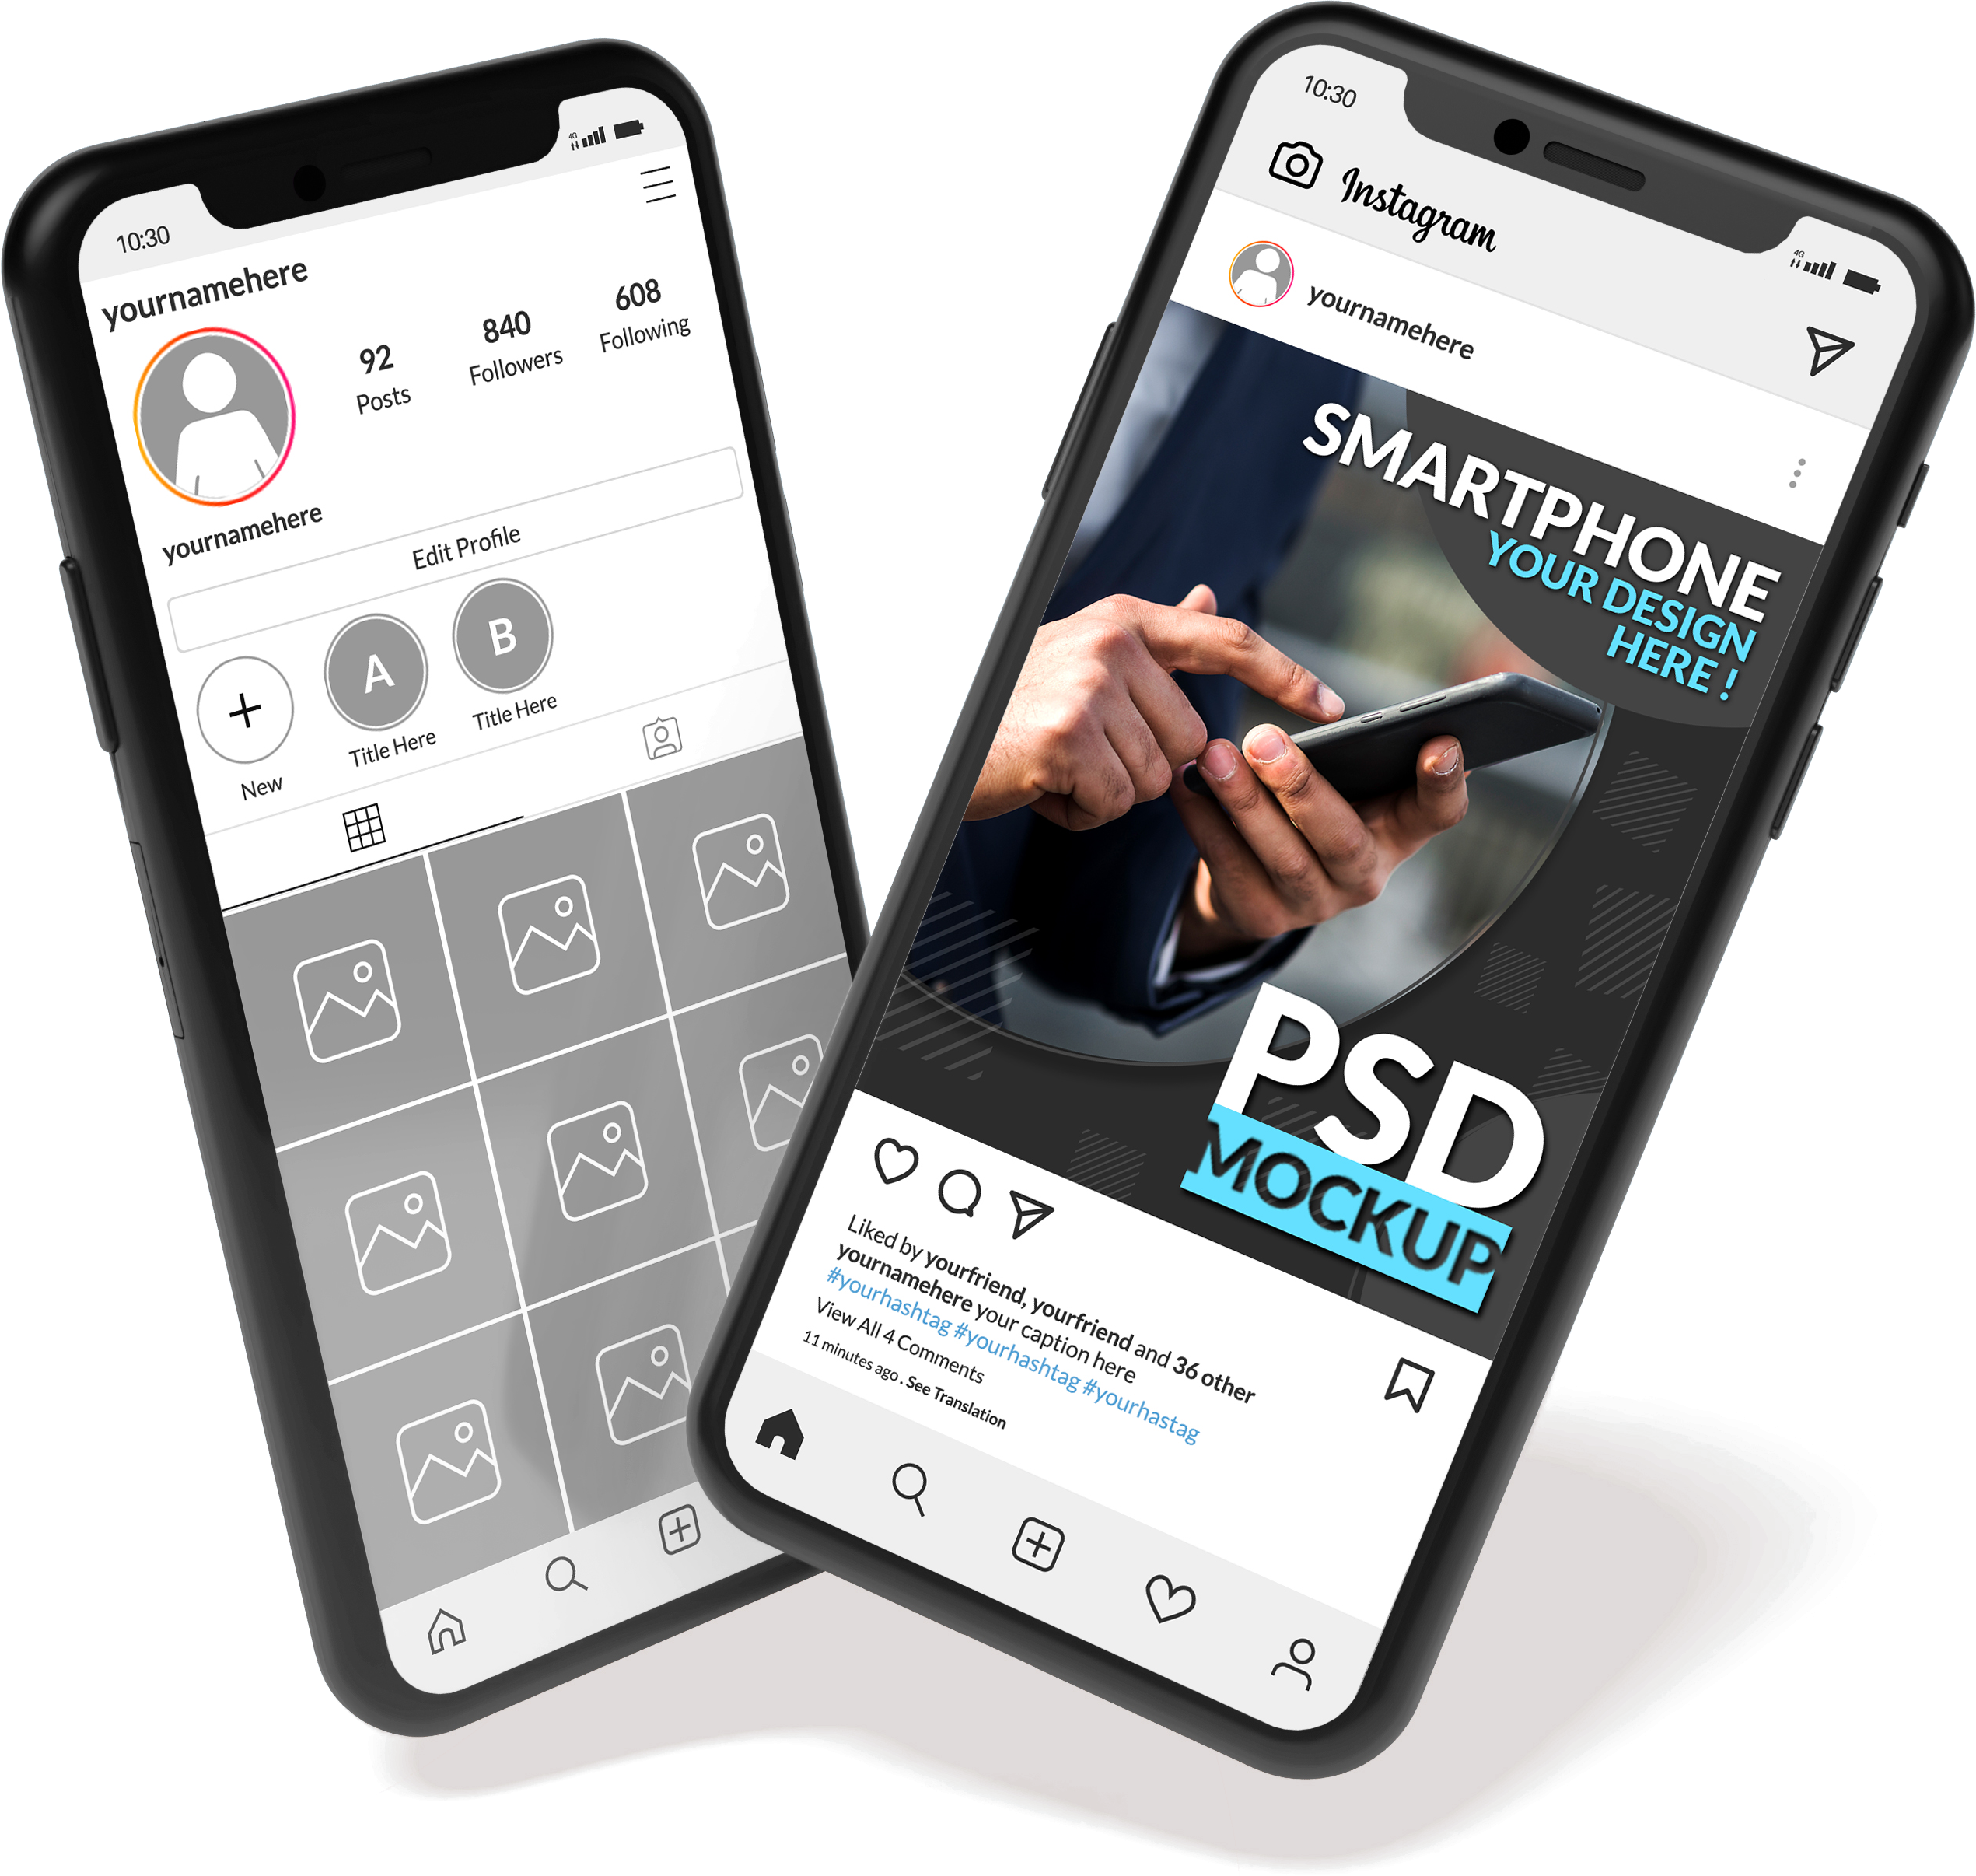 10:30
4G
yournamehere
92
Posts
840
Followers
608
Following
yournamehere
Edit Profile
A
B
New
Title Here
Title Here
10:30
4G
Instagram
yournamehere
SMARTPHONE
YOUR DESIGN
HERE !
PSD
MOCKUP
Liked by yourfriend, yourfriend and 36 other
yournamehere your caption here
#yourhashtag #yourhashtag #yourhastag
View All 4 Comments
11 minutes ago . See Translation